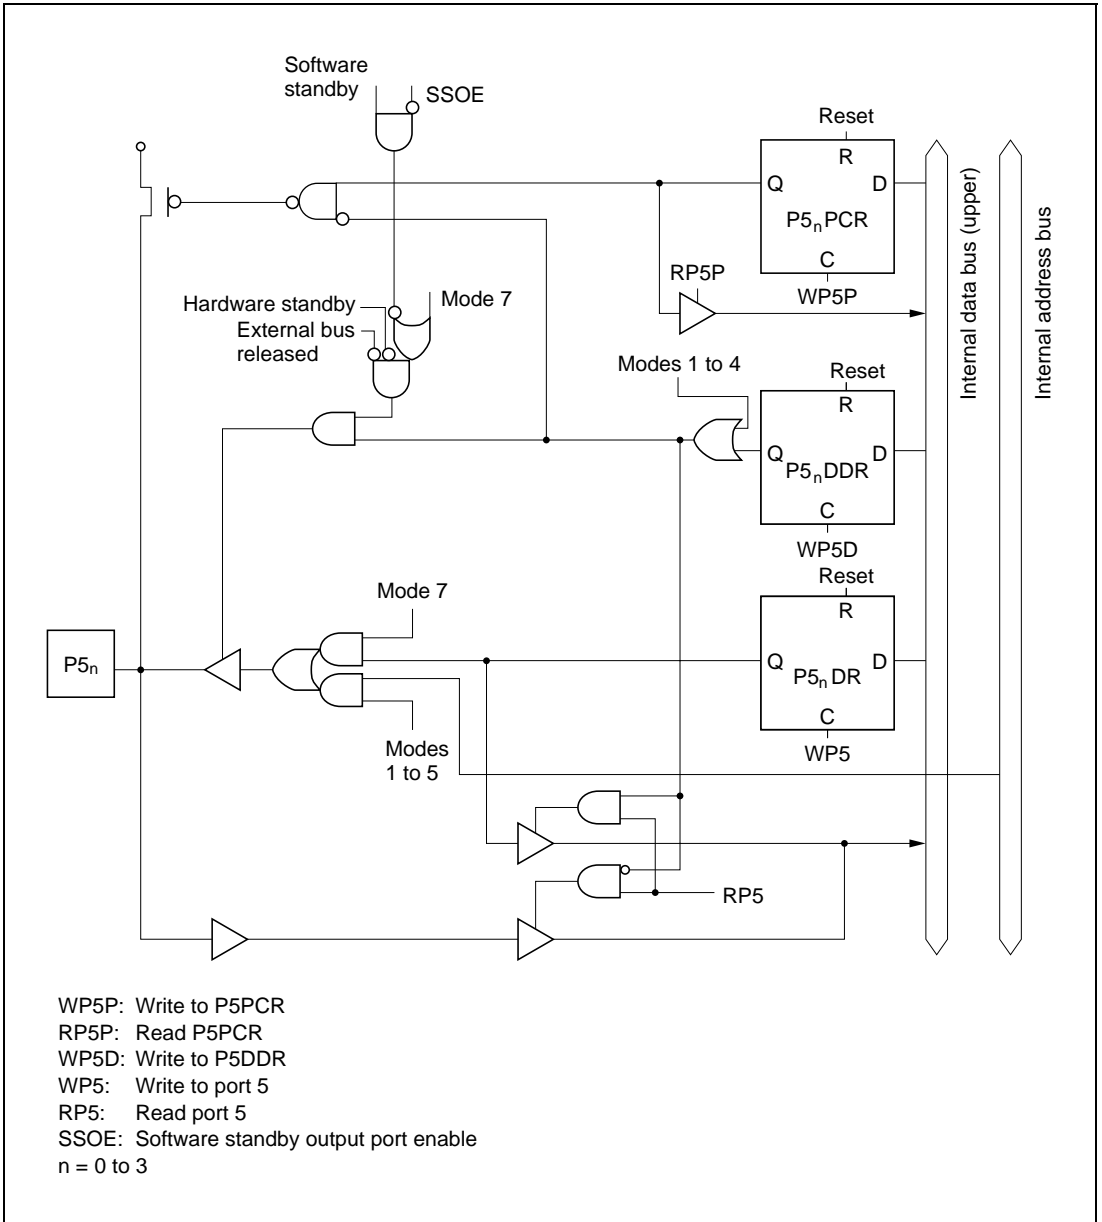 Software
standby
SSOE
Reset
R
Q D
P5nPCR
C
WP5P
RP5P
Hardware standby
Mode 7
External bus
released
Modes 1 to 4
Reset
R
Q D
P5nDDR
C
WP5D
Internal data bus (upper)
Internal address bus
Reset
R
Mode 7
P5n
Q D
P5n DR
C
WP5
Modes
1 to 5
RP5
WP5P: Write to P5PCR
RP5P: Read P5PCR
WP5D: Write to P5DDR
WP5: Write to port 5
RP5: Read port 5
SSOE: Software standby output port enable
n = 0 to 3